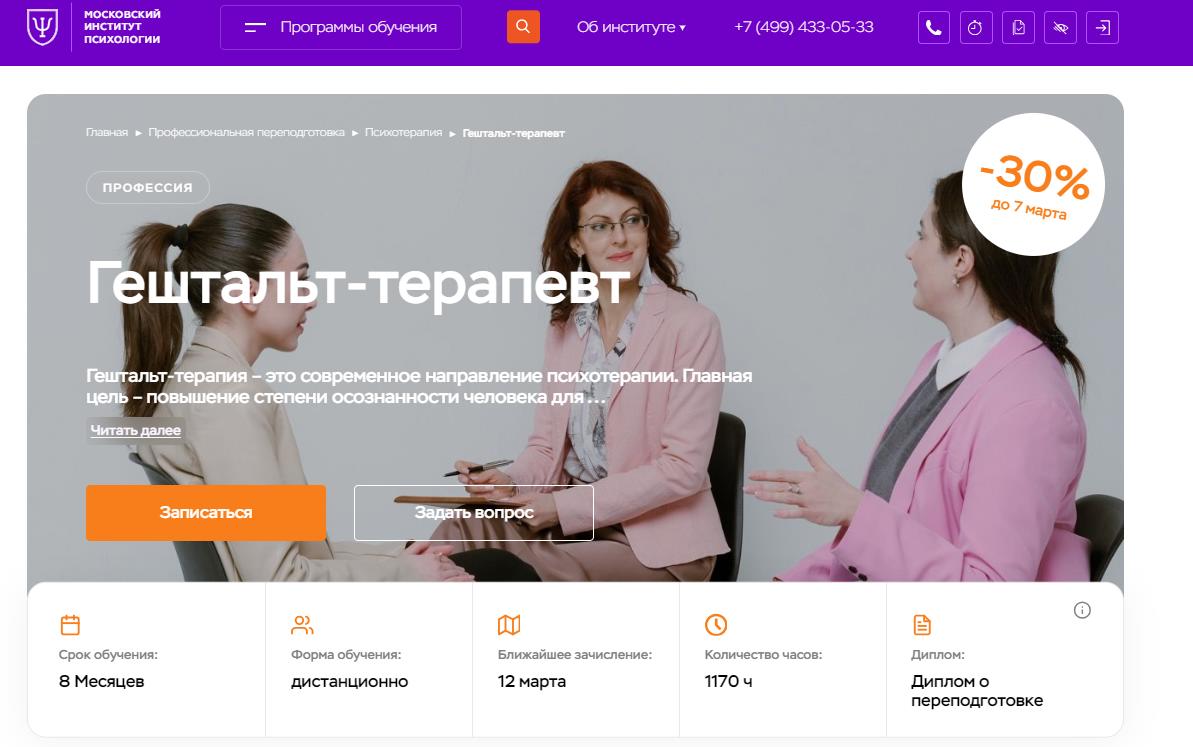 МОСКОВСКИЙ
ИНСТИТУТ
ПСИХОЛОГИИ
Программы обучения
Об институте ▾
+7 (499) 433-05-33
Главная ▸ Профессиональная переподготовка ▸ Психотерапия ▸ Гештальт-терапевт
-30%
до 7 марта
ПРОФЕССИЯ
Гештальт-терапевт
Гештальт-терапия – это современное направление психотерапии. Главная
цель – повышение степени осознанности человека для ...
Читать далее
Записаться
Задать вопрос
Срок обучения:
8 Месяцев
Форма обучения:
дистанционно
Ближайшее зачисление:
12 марта
Количество часов:
1170 ч
Диплом:
Диплом о
переподготовке